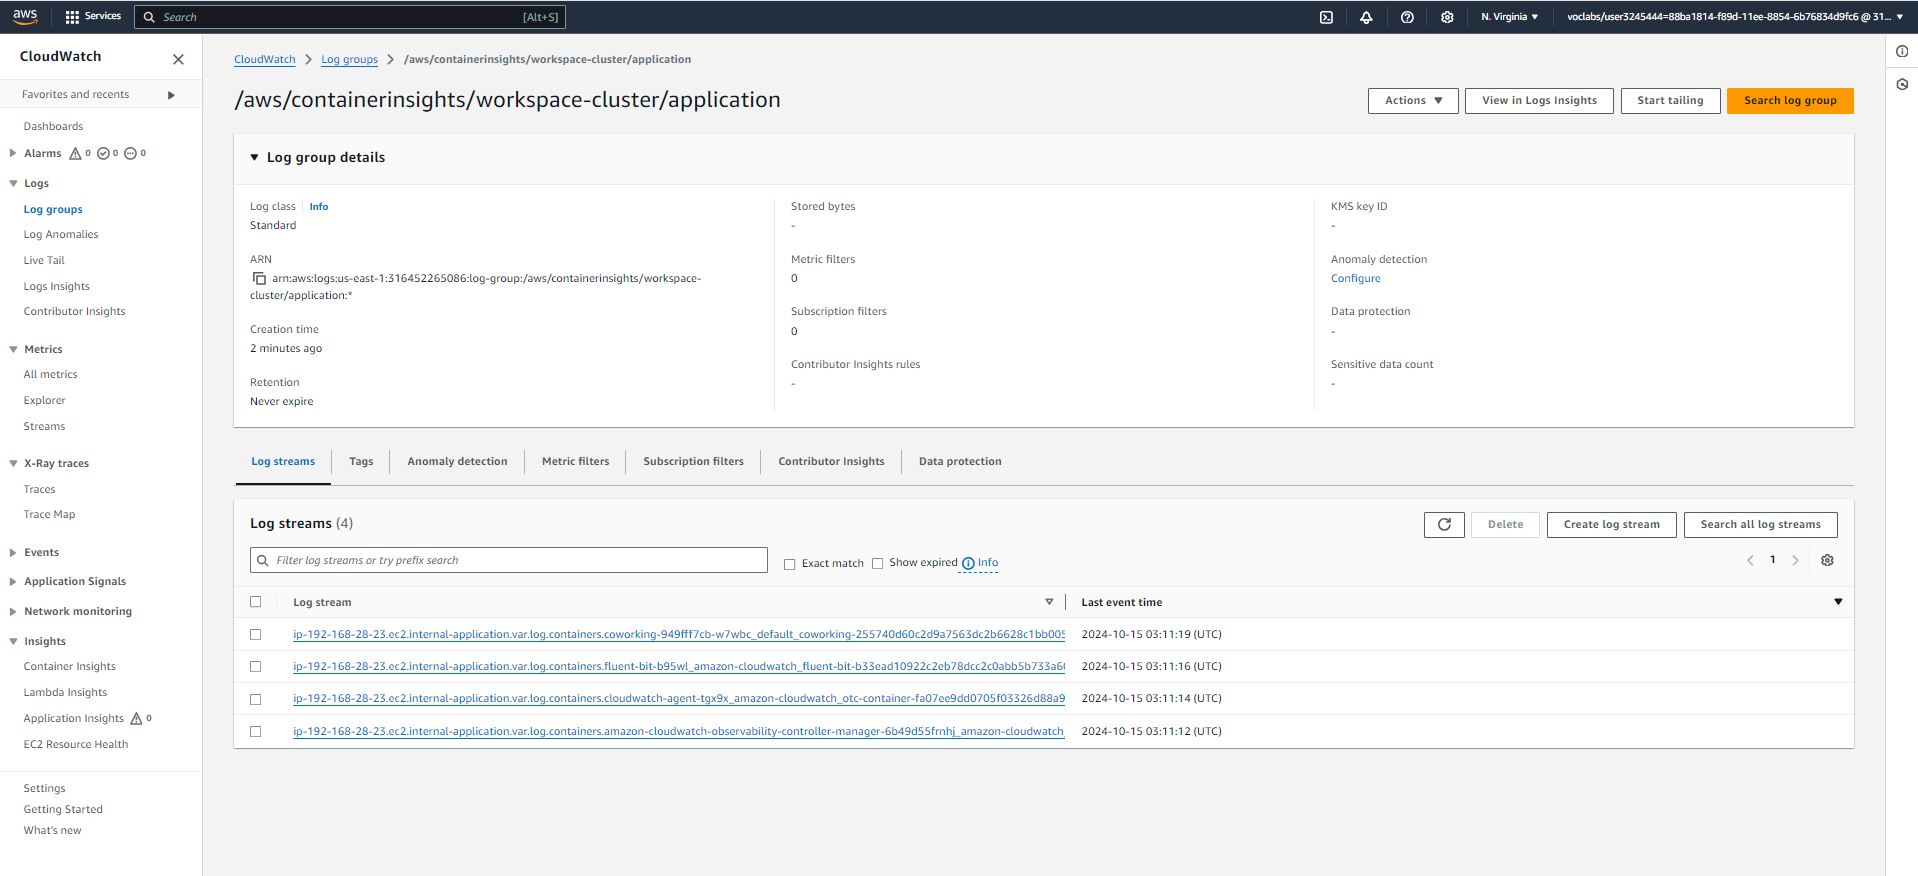 aws Services Search [Alt+S] N. Virginia voclabs/user3245444=88ba1814-f89d-11ee-8854-6b76834d9fc6 @ 31...
CloudWatch
Favorites and recents
Dashboards
Alarms 0 0 0
Logs
Log groups
Log Anomalies
Live Tail
Logs Insights
Contributor Insights
Metrics
All metrics
Explorer
Streams
X-Ray traces
Traces
Trace Map
Events
Application Signals
Network monitoring
Insights
Container Insights
Lambda Insights
Application Insights 0
EC2 Resource Health
Settings
Getting Started
What's new
CloudWatch > Log groups > /aws/containerinsights/workspace-cluster/application
/aws/containerinsights/workspace-cluster/application
Actions View in Logs Insights Start tailing Search log group
Log group details
Log class Info
Standard
ARN
arn:aws:logs:us-east-1:316452265086:log-group:/aws/containerinsights/workspace-
cluster/application:*
Creation time
2 minutes ago
Retention
Never expire
Stored bytes
-
Metric filters
0
Subscription filters
0
Contributor Insights rules
-
KMS key ID
-
Anomaly detection
Configure
Data protection
-
Sensitive data count
-
Log streams Tags Anomaly detection Metric filters Subscription filters Contributor Insights Data protection
Log streams (4)
Delete Create log stream Search all log streams
Filter log streams or try prefix search Exact match Show expired Info 1
Log stream Last event time
ip-192-168-28-23.ec2.internal-application.var.log.containers.coworking-949fff7cb-w7wbc_default_coworking-255740d60c2d9a7563dc2b6628c1bb005 2024-10-15 03:11:19 (UTC)
ip-192-168-28-23.ec2.internal-application.var.log.containers.fluent-bit-b95wl_amazon-cloudwatch_fluent-bit-b33ead10922c2eb78dcc2c0abb5b733a60 2024-10-15 03:11:16 (UTC)
ip-192-168-28-23.ec2.internal-application.var.log.containers.cloudwatch-agent-tgx9x_amazon-cloudwatch_otc-container-fa07ee9dd0705f03326d88a9 2024-10-15 03:11:14 (UTC)
ip-192-168-28-23.ec2.internal-application.var.log.containers.amazon-cloudwatch-observability-controller-manager-6b49d55frnhj_amazon-cloudwatch_ 2024-10-15 03:11:12 (UTC)